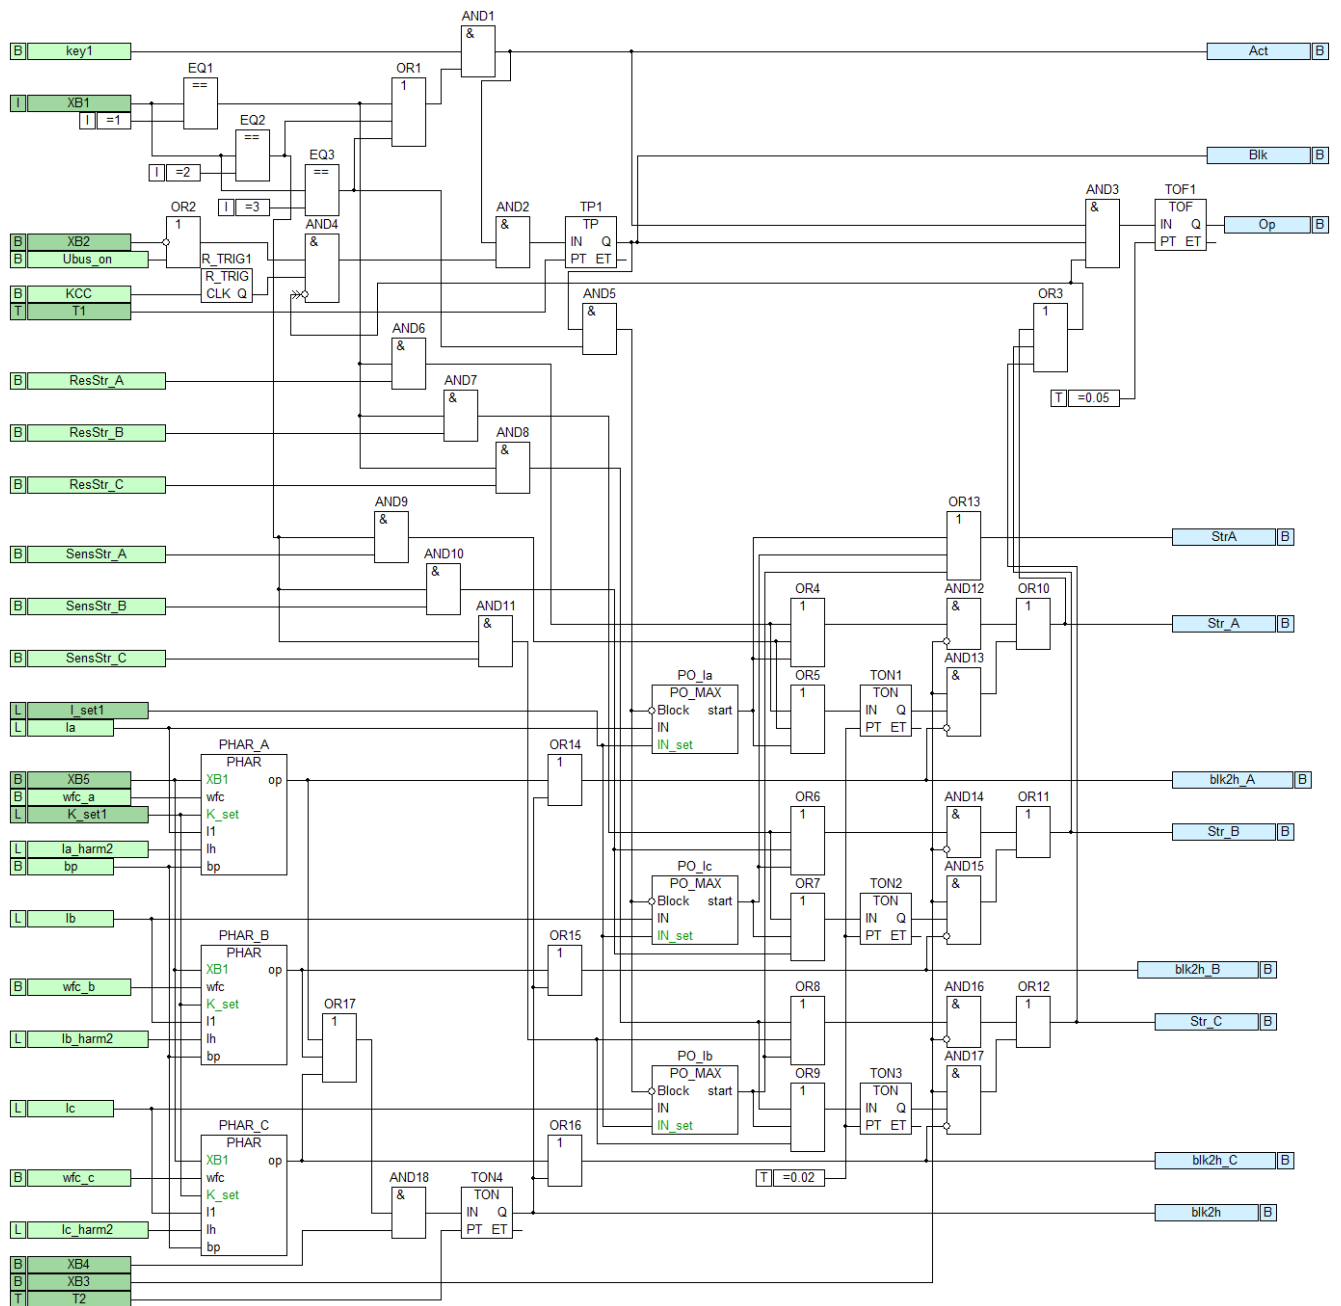 AND1
&
B key1
Act B
EQ1
==
OR1
1
I XB1
I =1
EQ2
==
EQ3
==
Blk B
I =2
I =3
OR2
1
AND4
&
AND2
&
TP1
TP
IN Q
PT ET
AND3
&
TOF1
TOF
IN Q
PT ET
Op B
B XB2
B Ubus_on
R_TRIG1
R_TRIG
CLK Q
B KCC
T T1
AND5
&
OR3
1
AND6
&
B ResStr_A
AND7
&
T =0.05
B ResStr_B
AND8
&
B ResStr_C
AND9
&
OR13
1
StrA B
B SensStr_A
AND10
&
B SensStr_B
AND11
&
OR4
1
AND12
&
OR10
1
Str_A B
B SensStr_C
AND13
&
PO_Ia
PO_MAX
Block start
IN
IN_set
OR5
1
TON1
TON
IN Q
PT ET
L I_set1
L Ia
PHAR_A
PHAR
XB1 op
wfc
K_set
I1
Ih
bp
OR14
1
B XB5
B wfc_a
L K_set1
blk2h_A B
OR6
1
AND14
&
OR11
1
Str_B B
L Ia_harm2
B bp
PO_Ic
PO_MAX
Block start
IN
IN_set
OR7
1
TON2
TON
IN Q
PT ET
AND15
&
L Ib
PHAR_B
PHAR
XB1 op
wfc
K_set
I1
Ih
bp
OR15
1
blk2h_B B
B wfc_b
OR17
1
OR8
1
AND16
&
OR12
1
Str_C B
L Ib_harm2
PO_Ib
PO_MAX
Block start
IN
IN_set
OR9
1
TON3
TON
IN Q
PT ET
AND17
&
L Ic
PHAR_C
PHAR
XB1 op
wfc
K_set
I1
Ih
bp
OR16
1
blk2h_C B
B wfc_c
AND18
&
TON4
TON
IN Q
PT ET
T =0.02
blk2h B
L Ic_harm2
B XB4
B XB3
T T2